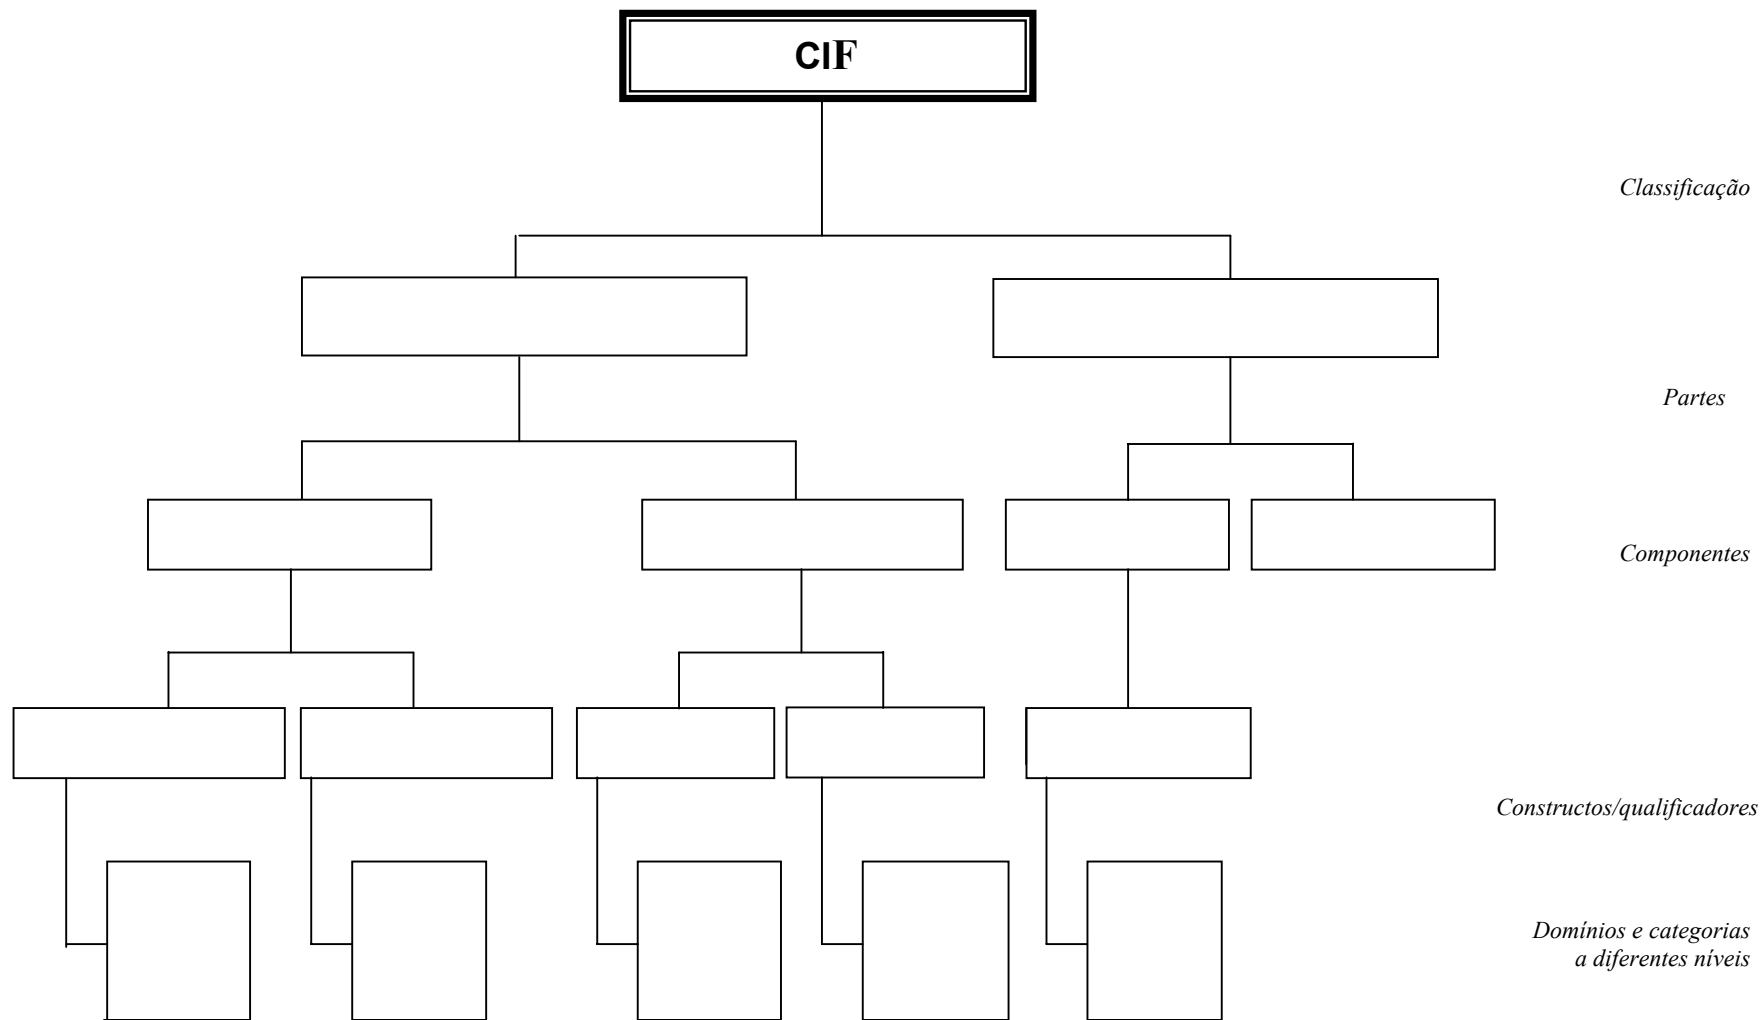 CIF
Classificação
Partes
Componentes
Constructos/qualificadores
Domínios e categorias
a diferentes níveis